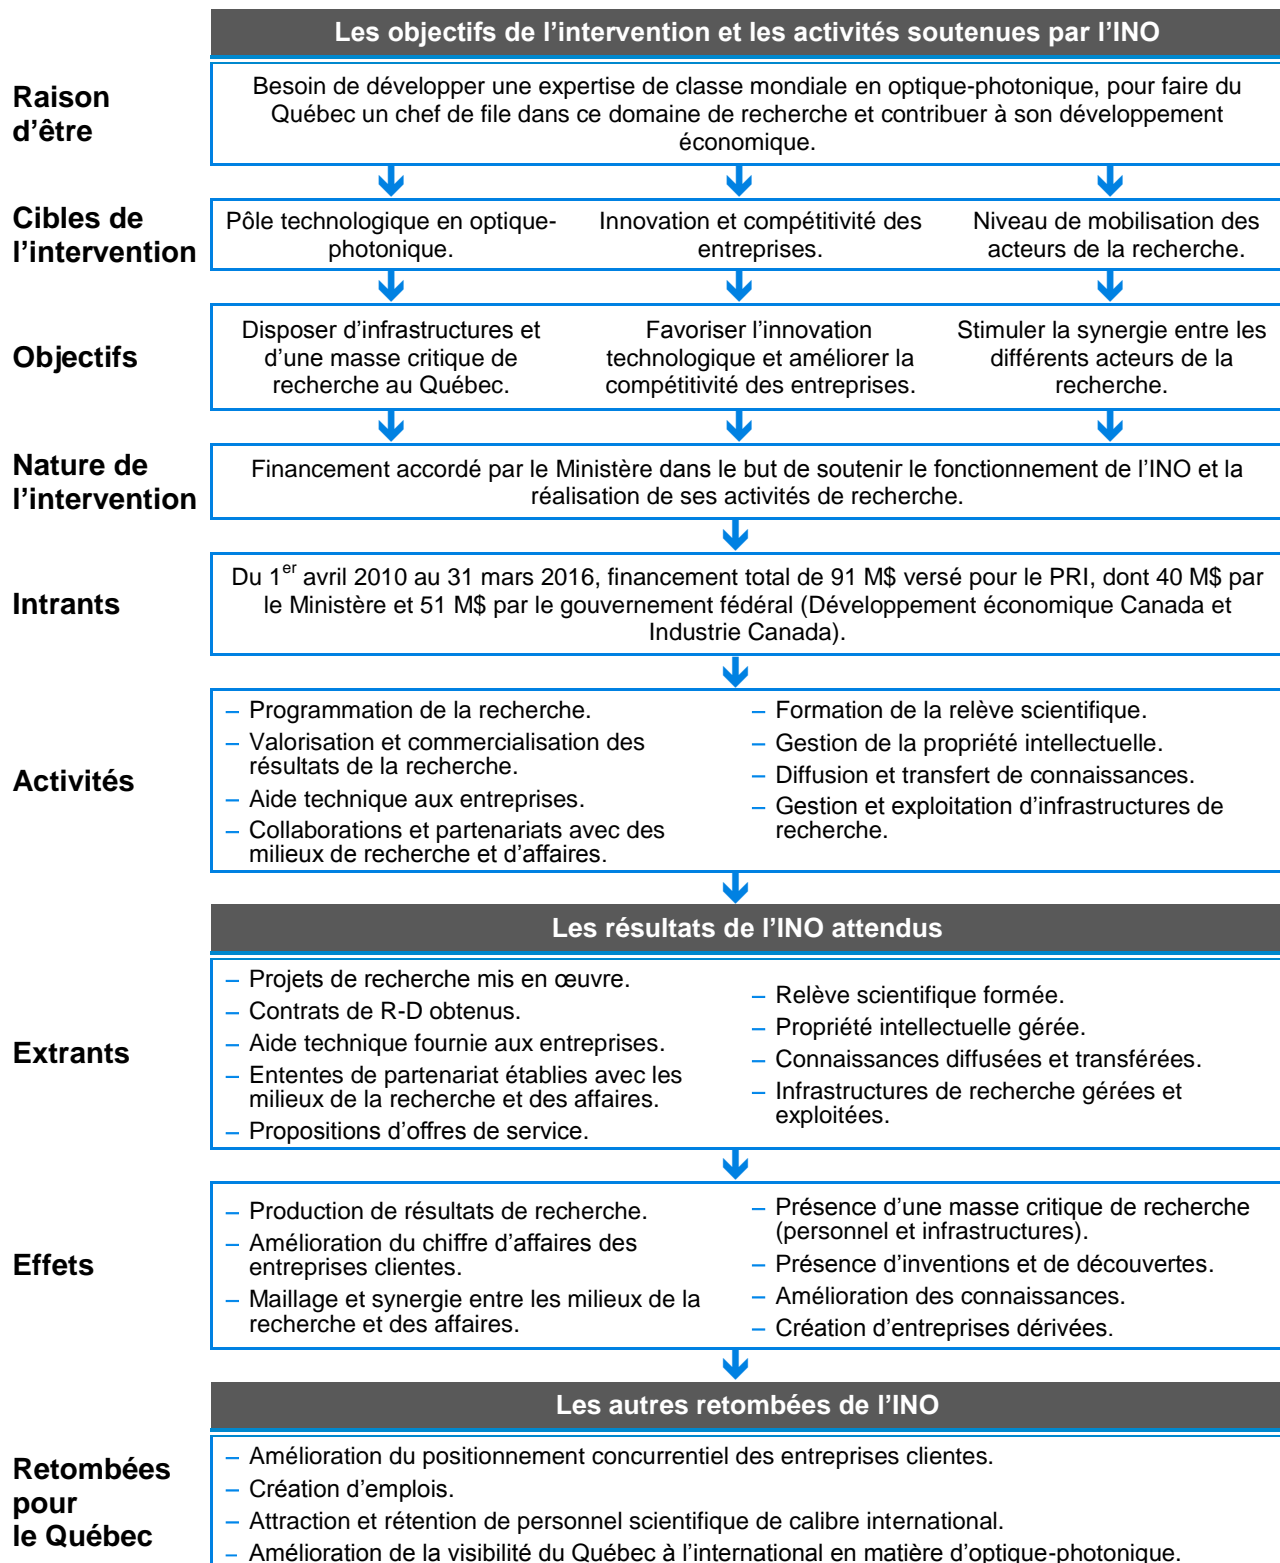 Les objectifs de l’intervention et les activités soutenues par l’INO
Raison
d’être
Besoin de développer une expertise de classe mondiale en optique-photonique, pour faire du
Québec un chef de file dans ce domaine de recherche et contribuer à son développement
économique.
Cibles de
l’intervention
Pôle technologique en optique-
photonique.
Innovation et compétitivité des
entreprises.
Niveau de mobilisation des
acteurs de la recherche.
Objectifs
Disposer d’infrastructures et
d’une masse critique de
recherche au Québec.
Favoriser l’innovation
technologique et améliorer la
compétitivité des entreprises.
Stimuler la synergie entre les
différents acteurs de la
recherche.
Nature de
l’intervention
Financement accordé par le Ministère dans le but de soutenir le fonctionnement de l’INO et la
réalisation de ses activités de recherche.
Intrants
Du 1er avril 2010 au 31 mars 2016, financement total de 91 M$ versé pour le PRI, dont 40 M$ par
le Ministère et 51 M$ par le gouvernement fédéral (Développement économique Canada et
Industrie Canada).
Activités
– Programmation de la recherche.
– Valorisation et commercialisation des
résultats de la recherche.
– Aide technique aux entreprises.
– Collaborations et partenariats avec des
milieux de recherche et d’affaires.
– Formation de la relève scientifique.
– Gestion de la propriété intellectuelle.
– Diffusion et transfert de connaissances.
– Gestion et exploitation d’infrastructures de
recherche.
Les résultats de l’INO attendus
Extrants
– Projets de recherche mis en œuvre.
– Contrats de R-D obtenus.
– Aide technique fournie aux entreprises.
– Ententes de partenariat établies avec les
milieux de la recherche et des affaires.
– Propositions d’offres de service.
– Relève scientifique formée.
– Propriété intellectuelle gérée.
– Connaissances diffusées et transférées.
– Infrastructures de recherche gérées et
exploitées.
Effets
– Production de résultats de recherche.
– Amélioration du chiffre d’affaires des
entreprises clientes.
– Maillage et synergie entre les milieux de la
recherche et des affaires.
– Présence d’une masse critique de recherche
(personnel et infrastructures).
– Présence d’inventions et de découvertes.
– Amélioration des connaissances.
– Création d’entreprises dérivées.
Les autres retombées de l’INO
Retombées
pour
le Québec
– Amélioration du positionnement concurrentiel des entreprises clientes.
– Création d’emplois.
– Attraction et rétention de personnel scientifique de calibre international.
– Amélioration de la visibilité du Québec à l’international en matière d’optique-photonique.